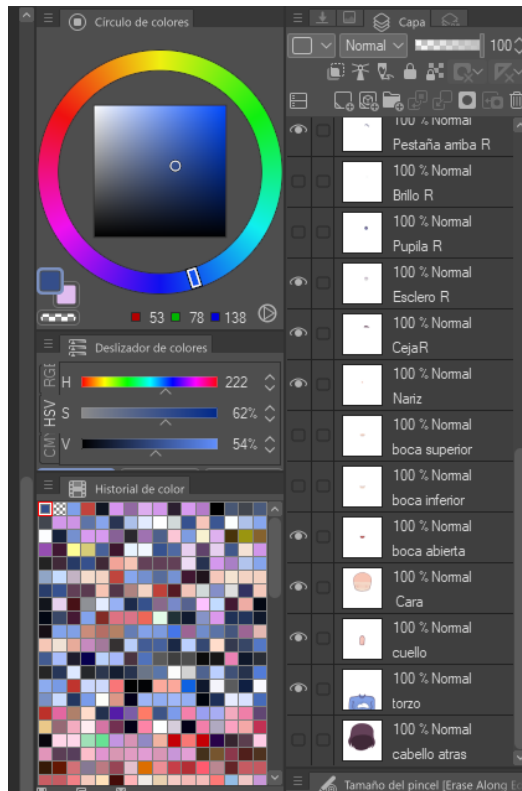 Círculo de colores
53 78 138
Deslizador de colores
RGB
HSV
CMY
H 222
S 62%
V 54%
Historial de color
Capa
Normal 100
100 % Normal
Pestaña arriba R
100 % Normal
Brillo R
100 % Normal
Pupila R
100 % Normal
Esclero R
100 % Normal
CejaR
100 % Normal
Nariz
100 % Normal
boca superior
100 % Normal
boca inferior
100 % Normal
boca abierta
100 % Normal
Cara
100 % Normal
cuello
100 % Normal
torzo
100 % Normal
cabello atras
Tamaño del pincel [Erase Along